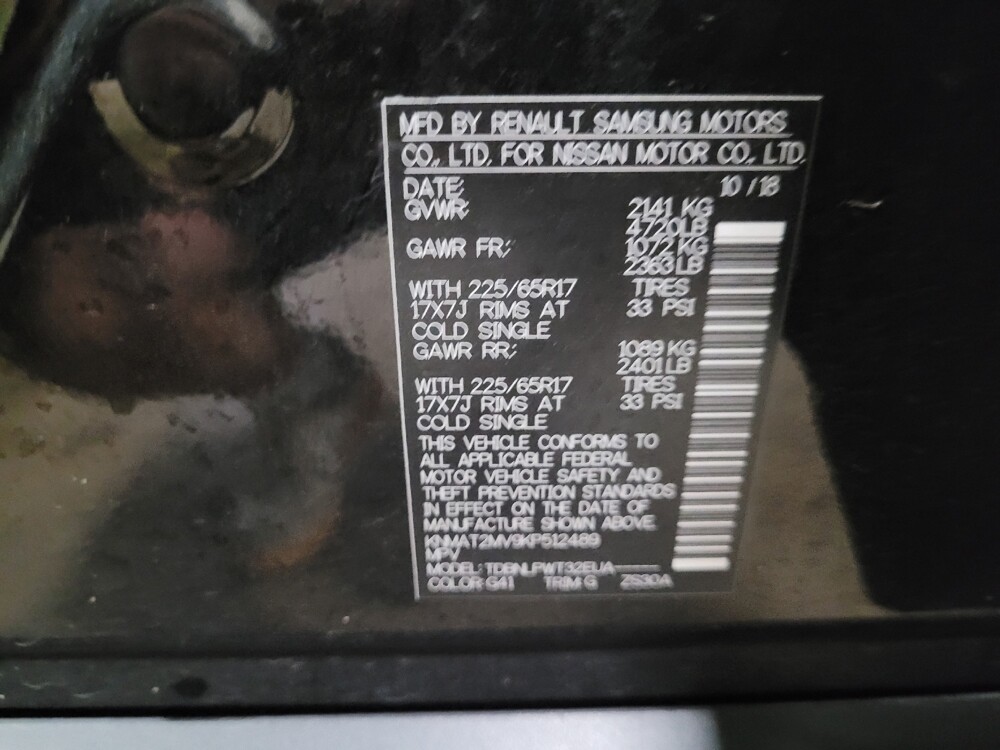 MFD BY RENAULT SAMSUNG MOTORS
CO., LTD. FOR NISSAN MOTOR CO., LTD.
DATE: 10 / 18
GVWR: 2141 KG
4720LB
GAWR FR: 1072 KG
2363 LB
WITH 225/65R17 TIRES
17X7J RIMS AT 33 PSI
COLD SINGLE
GAWR RR: 1089 KG
2401 LB
WITH 225/65R17 TIRES
17X7J RIMS AT 33 PSI
COLD SINGLE
THIS VEHICLE CONFORMS TO
ALL APPLICABLE FEDERAL
MOTOR VEHICLE SAFETY AND
THEFT PREVENTION STANDARDS
IN EFFECT ON THE DATE OF
MANUFACTURE SHOWN ABOVE.
KNMAT2MV9KP512489
MPV
MODEL: TDBNLPWT32EUA-----
COLOR: G41 TRIM G ZS30A